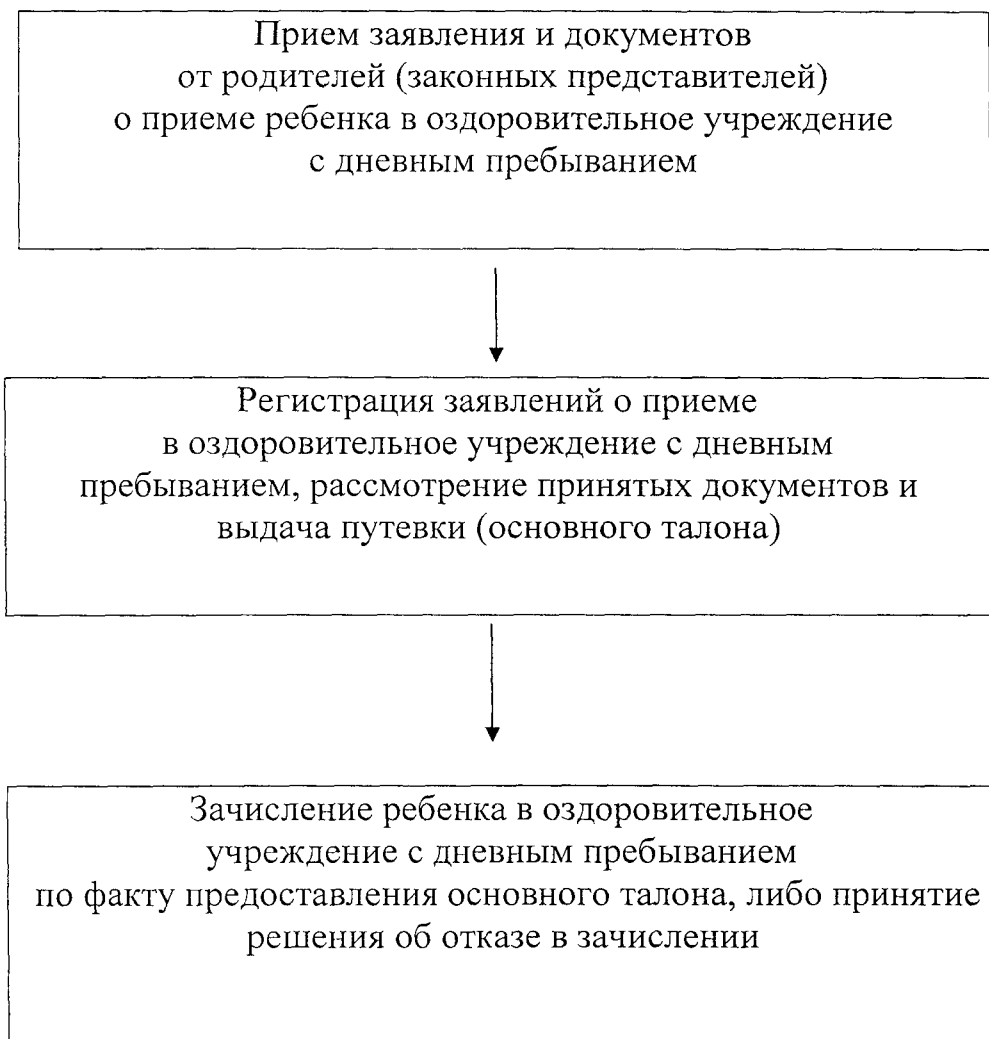 Прием заявления и документов
от родителей (законных представителей)
о приеме ребенка в оздоровительное учреждение
с дневным пребыванием
Регистрация заявлений о приеме
в оздоровительное учреждение с дневным
пребыванием, рассмотрение принятых документов и
выдача путевки (основного талона)
Зачисление ребенка в оздоровительное
учреждение с дневным пребыванием
по факту предоставления основного талона, либо принятие
решения об отказе в зачислении